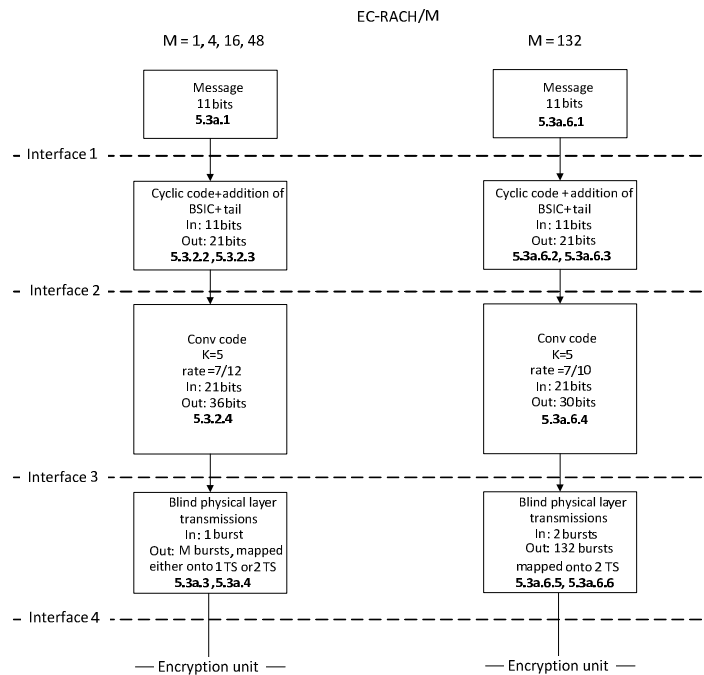 EC-RACH/M
M = 1, 4, 16, 48
M = 132
Message
11bits
5.3a.1
Message
11bits
5.3a.6.1
Interface 1
Cyclic code+addition of
BSIC+tail
In: 11bits
Out: 21bits
5.3.2.2,5.3.2.3
Cyclic code +addition of
BSIC+tail
In: 11bits
Out: 21bits
5.3a.6.2, 5.3a.6.3
Interface 2
Conv code
K=5
rate=7/12
In: 21bits
Out: 36bits
5.3.2.4
Conv code
K=5
rate=7/10
In: 21bits
Out: 30bits
5.3a.6.4
Interface 3
Blind physical layer
transmissions
In: 1 burst
Out: M bursts, mapped
either onto 1 TS or 2 TS
5.3a.3,5.3a.4
Blind physical layer
transmissions
In: 2 bursts
Out: 132 bursts
mapped onto 2 TS
5.3a.6.5, 5.3a.6.6
Interface 4
Encryption unit
Encryption unit